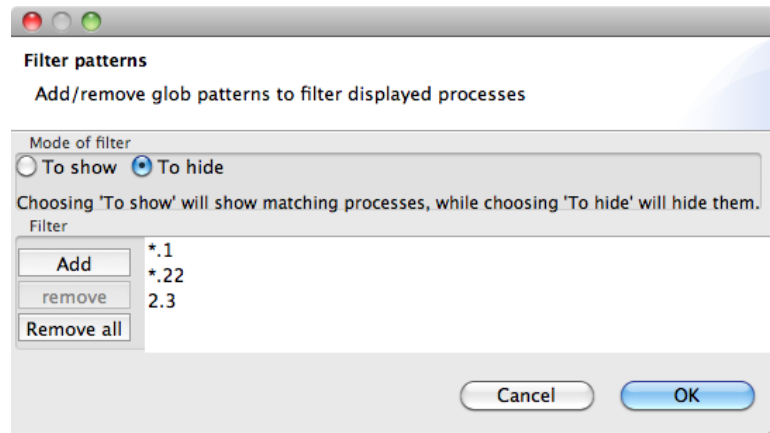 Filter patterns
Add/remove glob patterns to filter displayed processes
Mode of filter
To show To hide
Choosing 'To show' will show matching processes, while choosing 'To hide' will hide them.
Filter
Add
remove
Remove all
*.1
*.22
2.3
Cancel OK